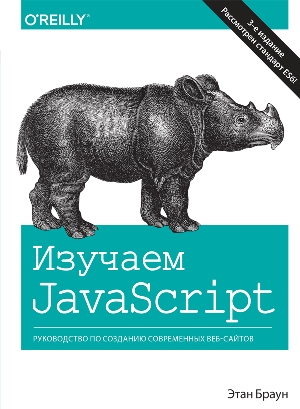 O'REILLY®
3-е издание
Рассмотрен стандарт ES6!
Изучаем
JavaScript
РУКОВОДСТВО ПО СОЗДАНИЮ СОВРЕМЕННЫХ ВЕБ-САЙТОВ
Этан Браун